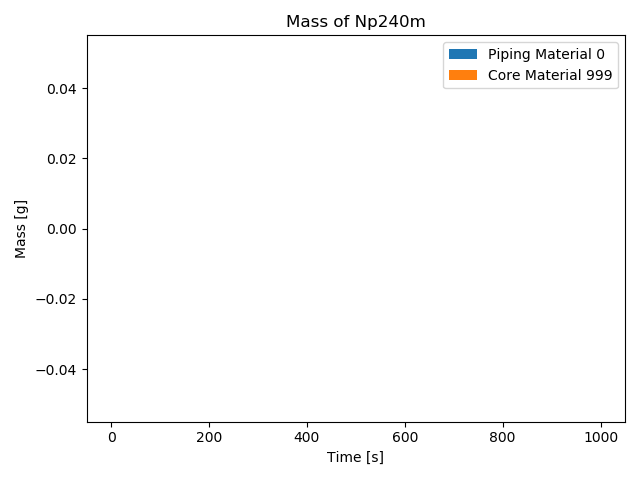 Mass of Np240m
Piping Material 0
Core Material 999
0.04
0.02
0.00
−0.02
−0.04
Mass [g]
0 200 400 600 800 1000
Time [s]